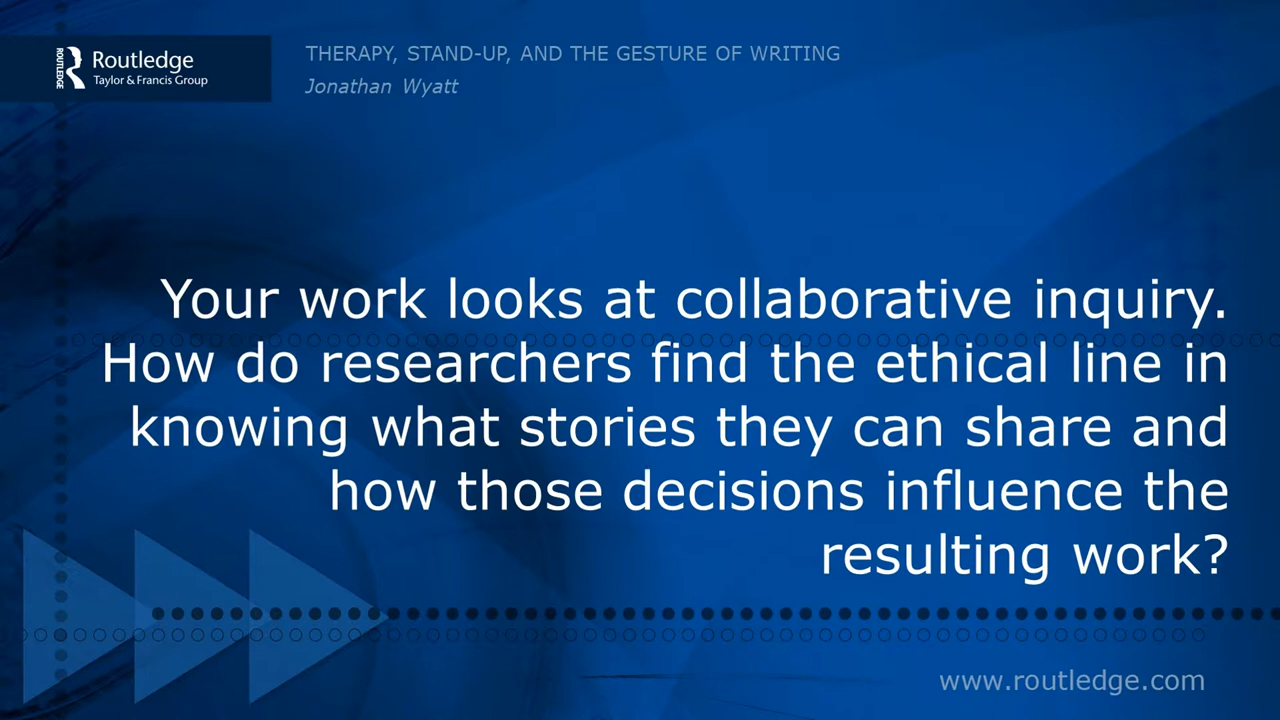 ROUTLEDGE
Routledge
Taylor & Francis Group
THERAPY, STAND-UP, AND THE GESTURE OF WRITING
Jonathan Wyatt
Your work looks at collaborative inquiry.
How do researchers find the ethical line in
knowing what stories they can share and
how those decisions influence the
resulting work?
www.routledge.com